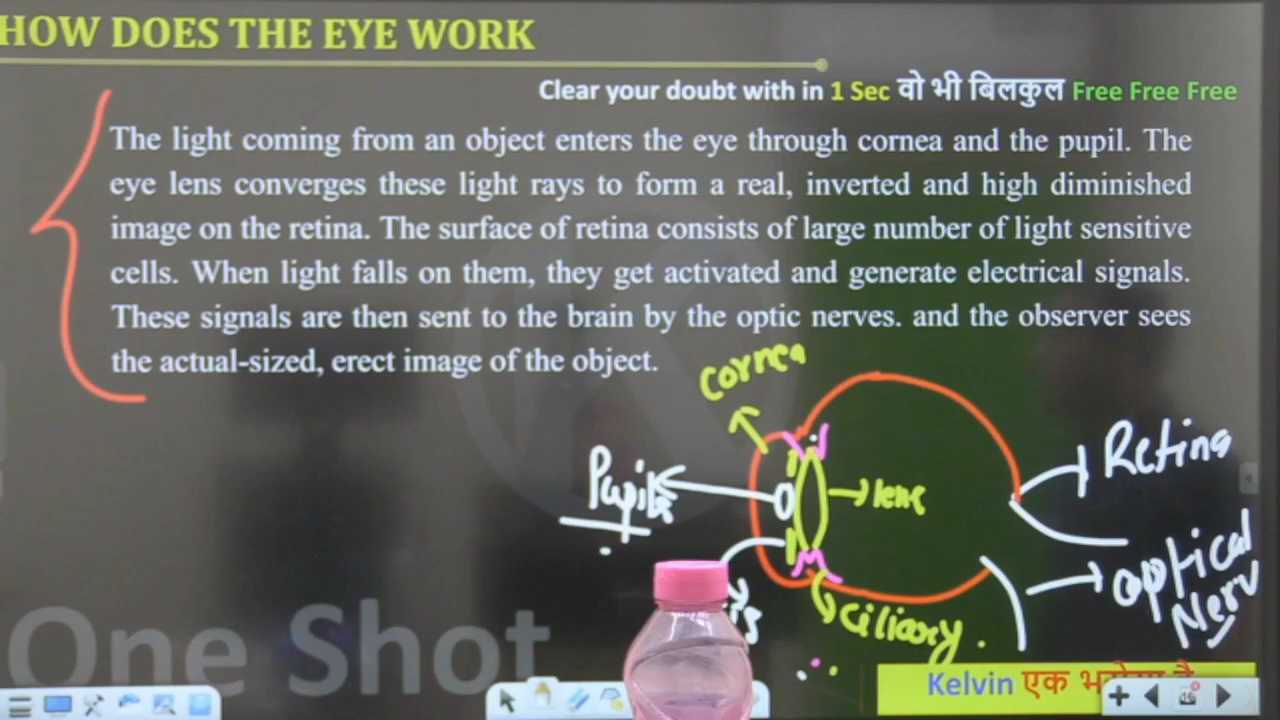 HOW DOES THE EYE WORK
Clear your doubt with in 1 Sec वो भी बिलकुल Free Free Free
The light coming from an object enters the eye through cornea and the pupil. The
eye lens converges these light rays to form a real, inverted and high diminished
image on the retina. The surface of retina consists of large number of light sensitive
cells. When light falls on them, they get activated and generate electrical signals.
These signals are then sent to the brain by the optic nerves. and the observer sees
the actual-sized, erect image of the object.
cornea
Pupil
lens
Retina
optical
Nerv
ciliary.
One Shot
Kelvin एक